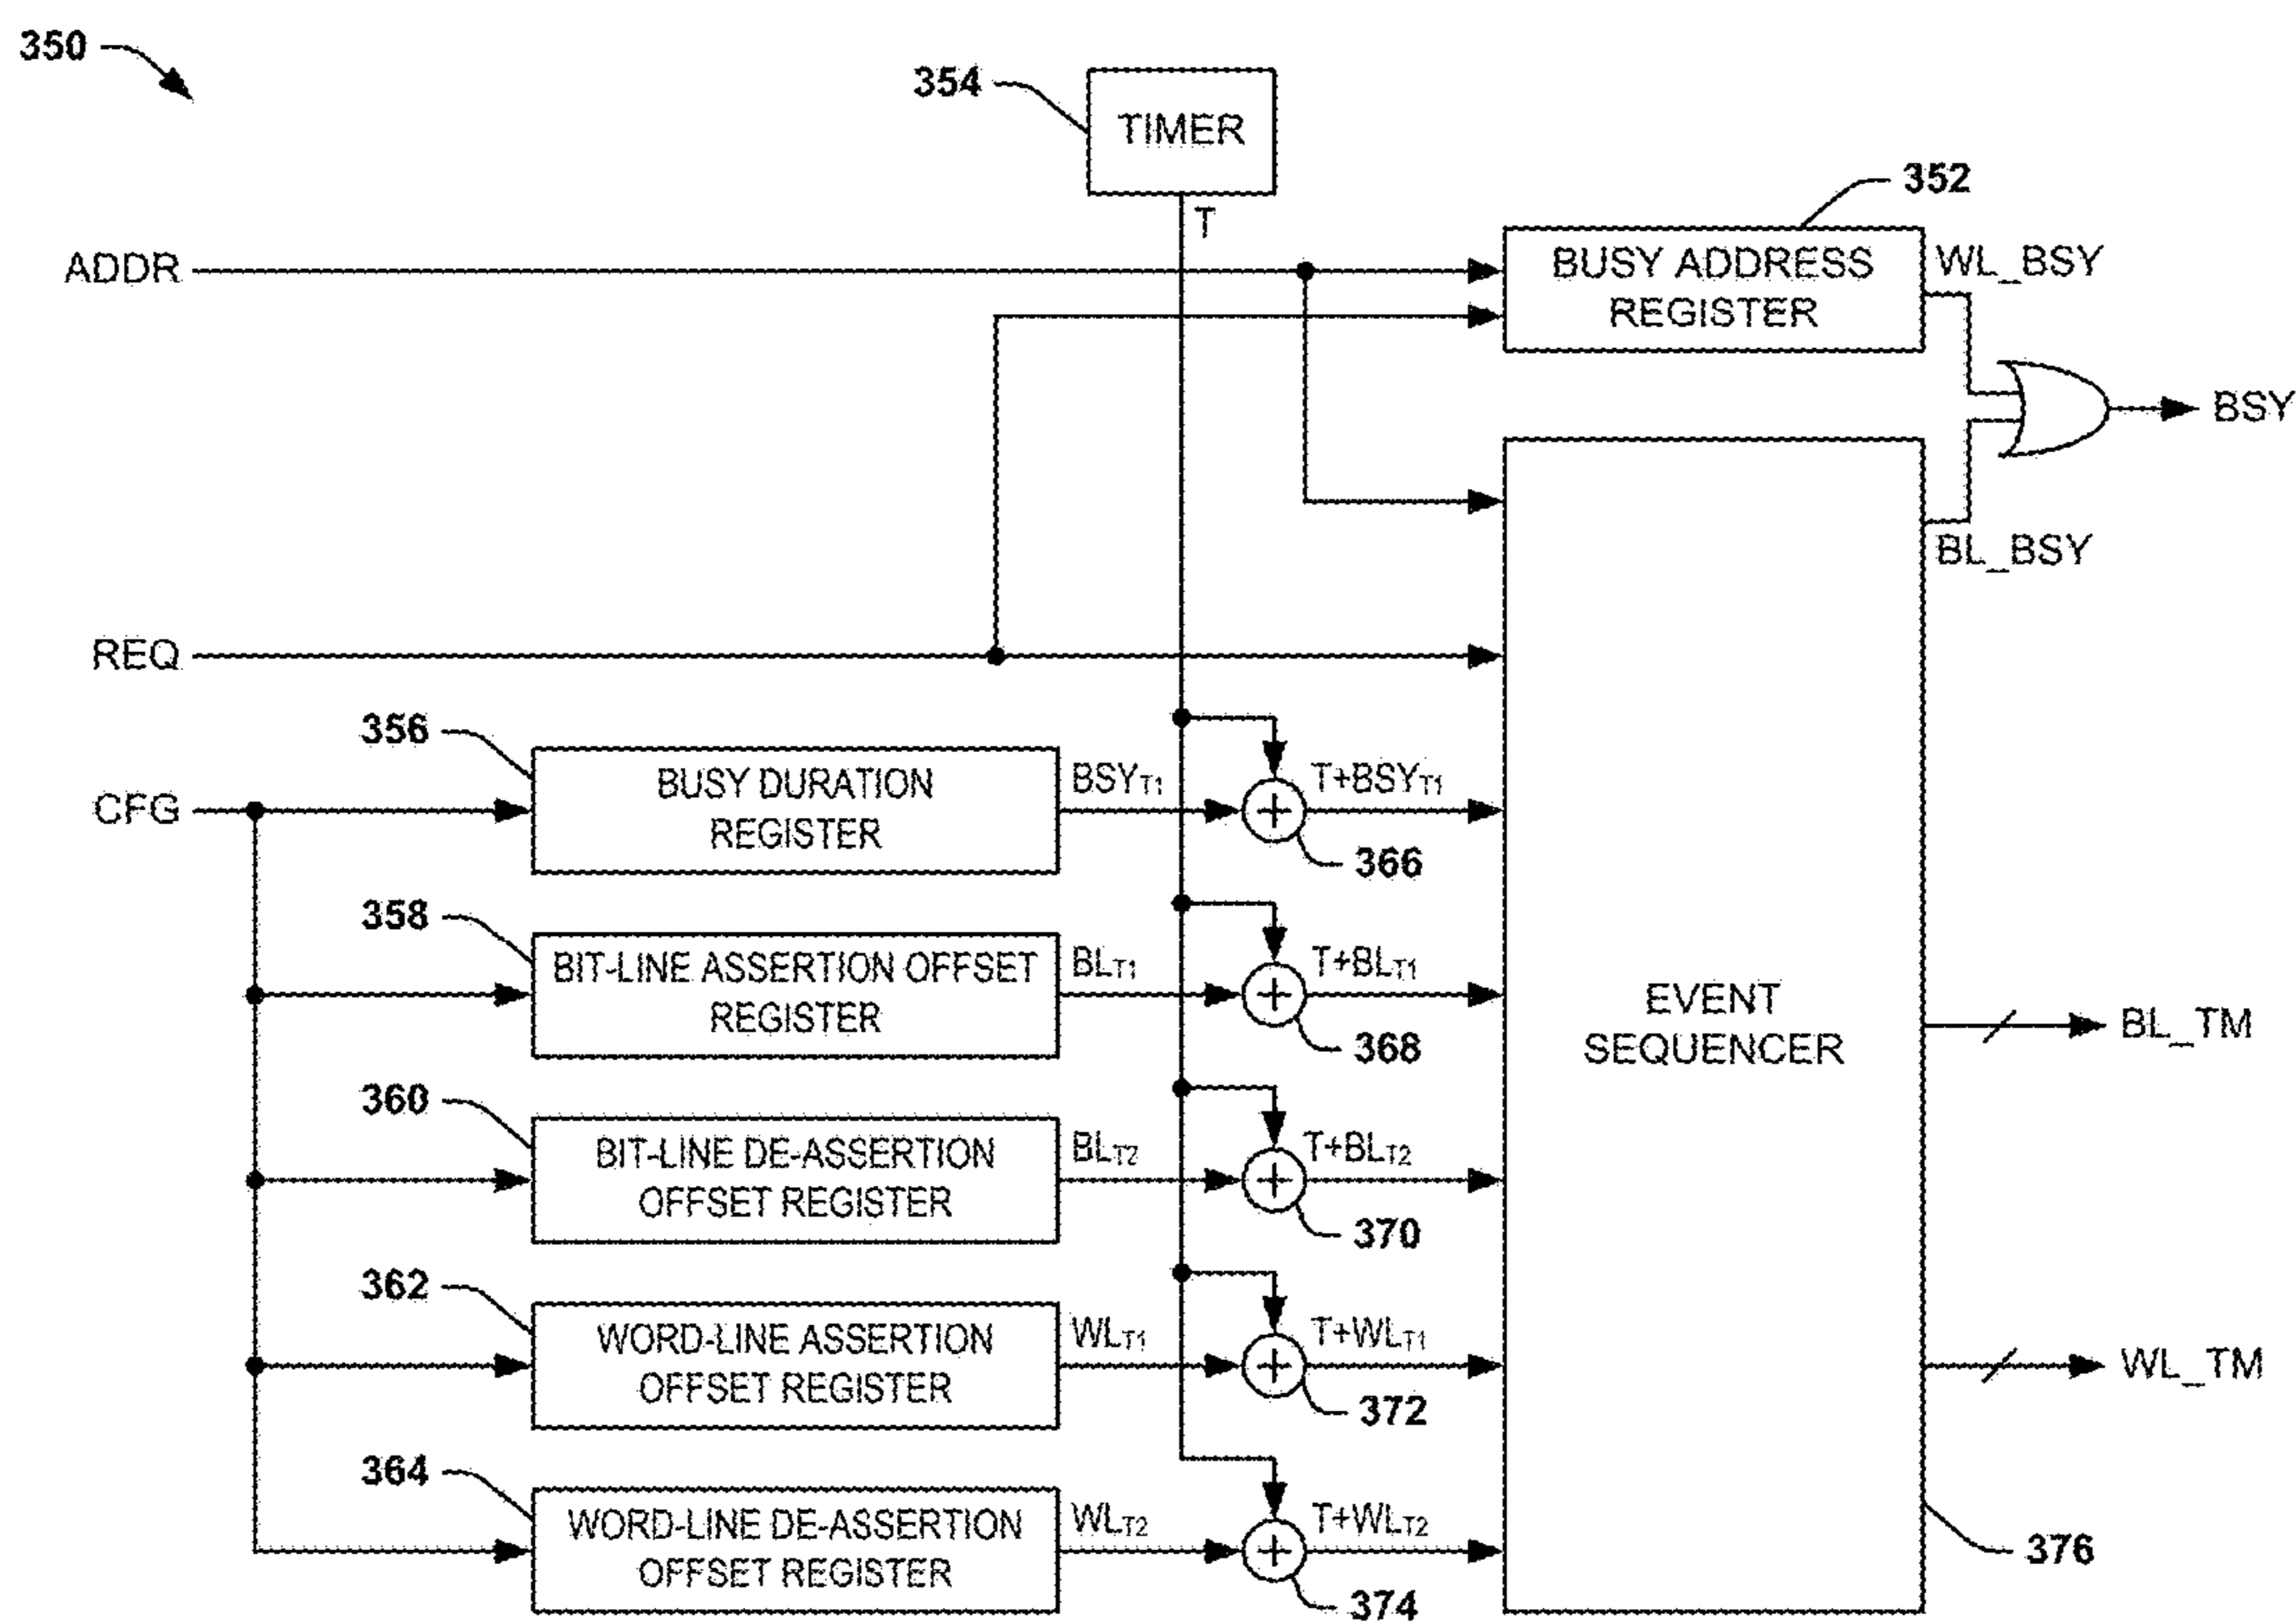 350
354
TIMER
T
352
ADDR
BUSY ADDRESS
REGISTER
WL_BSY
BSY
BL_BSY
REQ
356
CFG
BUSY DURATION
REGISTER
BSYT1
T+BSYT1
366
358
BIT-LINE ASSERTION OFFSET
REGISTER
BLT1
T+BLT1
368
EVENT
SEQUENCER
BL_TM
360
BIT-LINE DE-ASSERTION
OFFSET REGISTER
BLT2
T+BLT2
370
362
WORD-LINE ASSERTION
OFFSET REGISTER
WLT1
T+WLT1
372
WL_TM
364
WORD-LINE DE-ASSERTION
OFFSET REGISTER
WLT2
T+WLT2
374
376